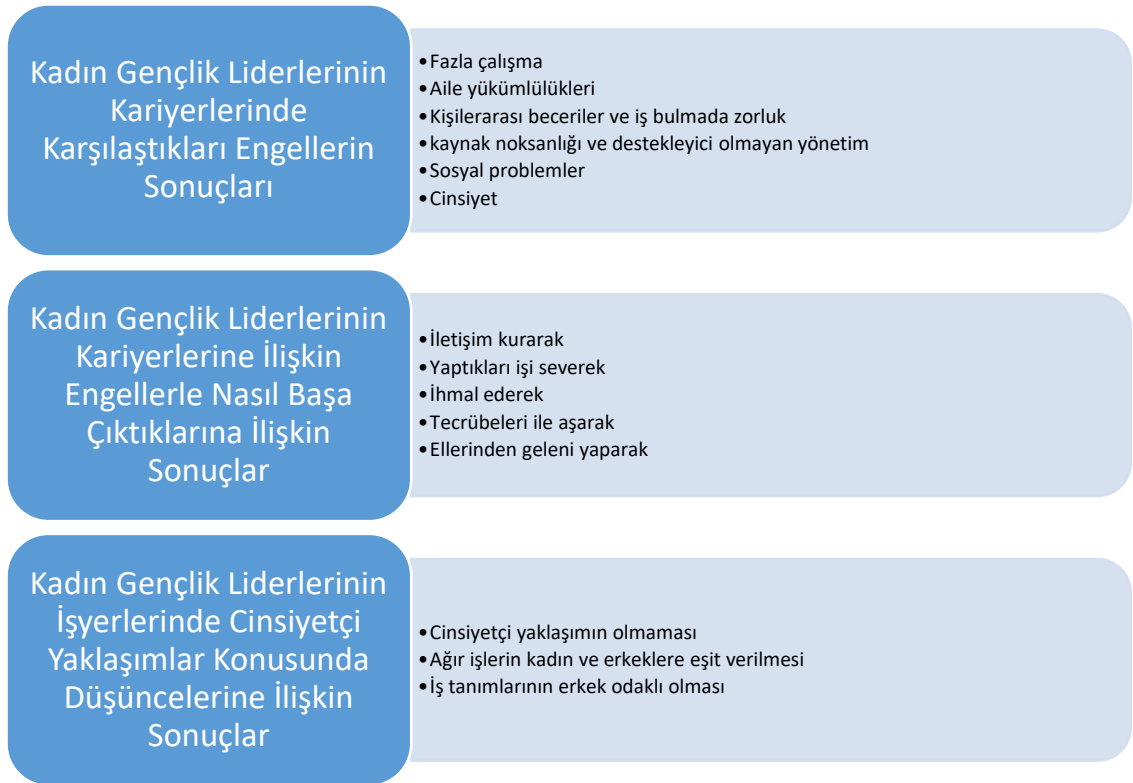 Kadın Gençlik Liderlerinin
Kariyerlerinde
Karşılaştıkları Engellerin
Sonuçları
•Fazla çalışma
•Aile yükümlülükleri
•Kişilerarası beceriler ve iş bulmada zorluk
•kaynak noksanlığı ve destekleyici olmayan yönetim
•Sosyal problemler
•Cinsiyet
Kadın Gençlik Liderlerinin
Kariyerlerine İlişkin
Engellerle Nasıl Başa
Çıktıklarına İlişkin
Sonuçlar
•İletişim kurarak
•Yaptıkları işi severek
•İhmal ederek
•Tecrübeleri ile aşarak
•Ellerinden geleni yaparak
Kadın Gençlik Liderlerinin
İşyerlerinde Cinsiyetçi
Yaklaşımlar Konusunda
Düşüncelerine İlişkin
Sonuçlar
•Cinsiyetçi yaklaşımın olmaması
•Ağır işlerin kadın ve erkeklere eşit verilmesi
•İş tanımlarının erkek odaklı olması